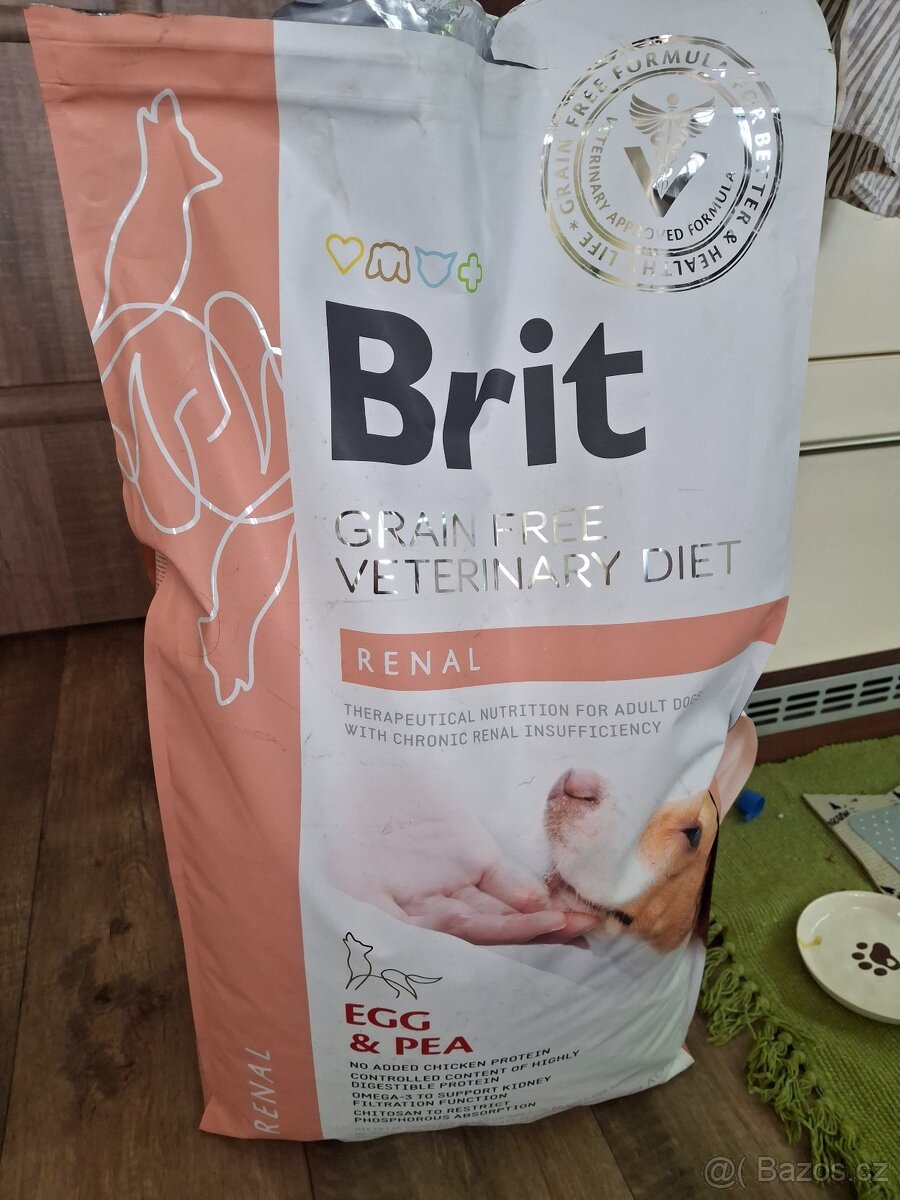 * GRAIN FREE FORMULA FOR BETTER & HEALTHY LIFE
VETERINARY APPROVED FORMULA
V
Brit
GRAIN FREE
VETERINARY DIET
RENAL
THERAPEUTICAL NUTRITION FOR ADULT DOGS
WITH CHRONIC RENAL INSUFFICIENCY
EGG
& PEA
NO ADDED CHICKEN PROTEIN
CONTROLLED CONTENT OF HIGHLY
DIGESTIBLE PROTEIN
OMEGA-3 TO SUPPORT KIDNEY
FILTRATION FUNCTION
CHITOSAN TO RESTRICT
PHOSPHOROUS ABSORPTION
RENAL
@( Bazoš.cz